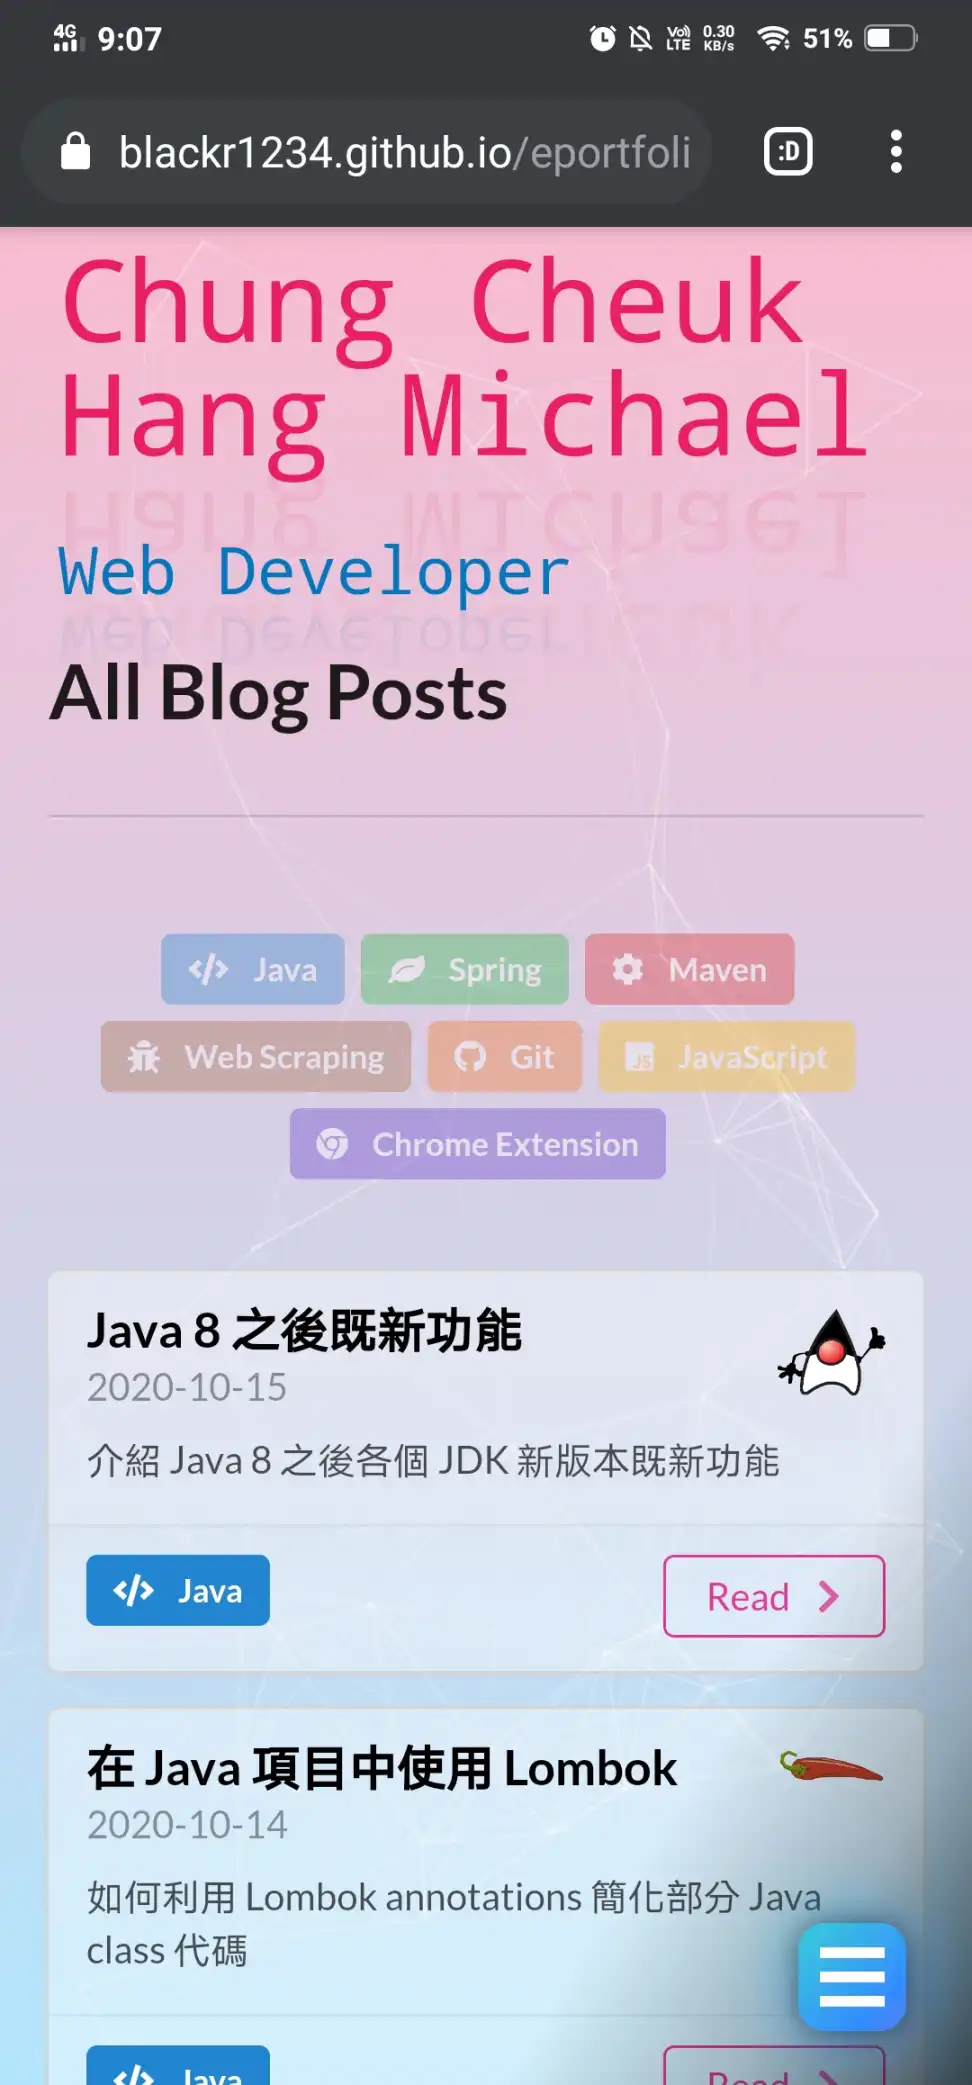 4G 9:07 Vo) LTE 0.30 KB/s 51%
blackr1234.github.io/eportfoli :D
Chung Cheuk
Hang Michael
Web Developer
All Blog Posts
Java Spring Maven
Web Scraping Git JS JavaScript
Chrome Extension
Java 8 之後既新功能
2020-10-15
介紹 Java 8 之後各個 JDK 新版本既新功能
Java Read
在 Java 項目中使用 Lombok
2020-10-14
如何利用 Lombok annotations 簡化部分 Java
class 代碼
Java Read